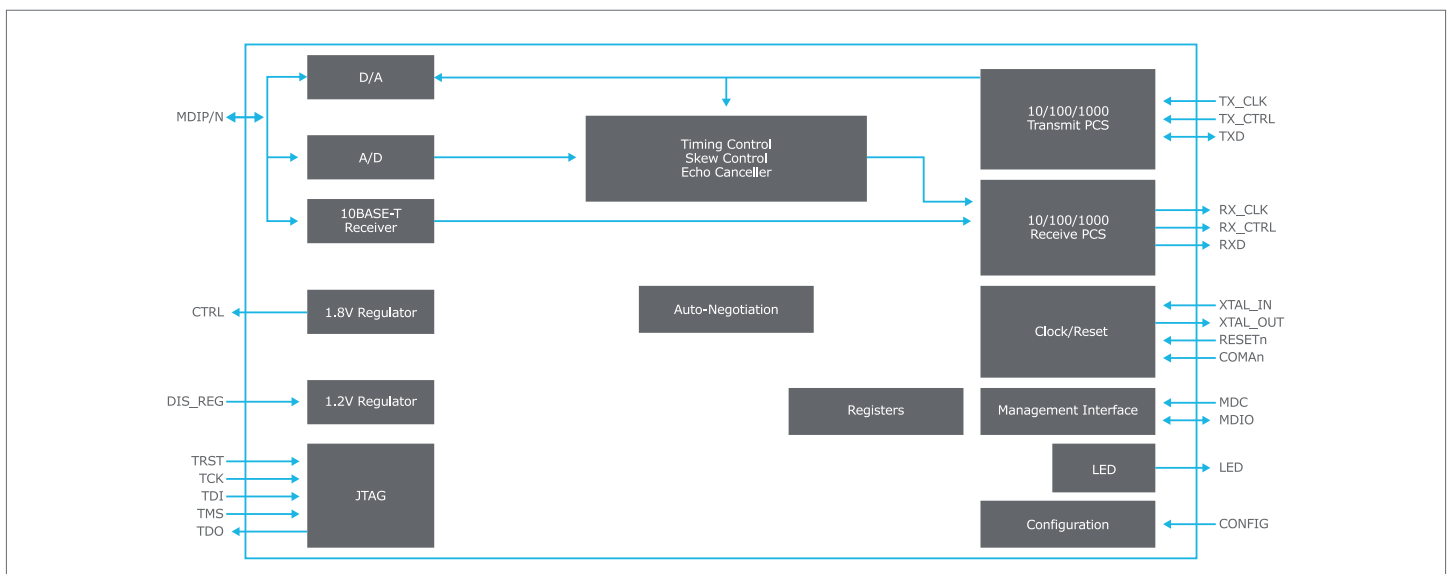 D/A
MDIP/N
A/D
10BASE-T
Receiver
Timing Control
Skew Control
Echo Canceller
10/100/1000
Transmit PCS
TX_CLK
TX_CTRL
TXD
10/100/1000
Receive PCS
RX_CLK
RX_CTRL
RXD
CTRL
1.8V Regulator
Auto-Negotiation
Clock/Reset
XTAL_IN
XTAL_OUT
RESETn
COMAn
DIS_REG
1.2V Regulator
Registers
Management Interface
MDC
MDIO
TRST
TCK
TDI
TMS
TDO
JTAG
LED
LED
Configuration
CONFIG